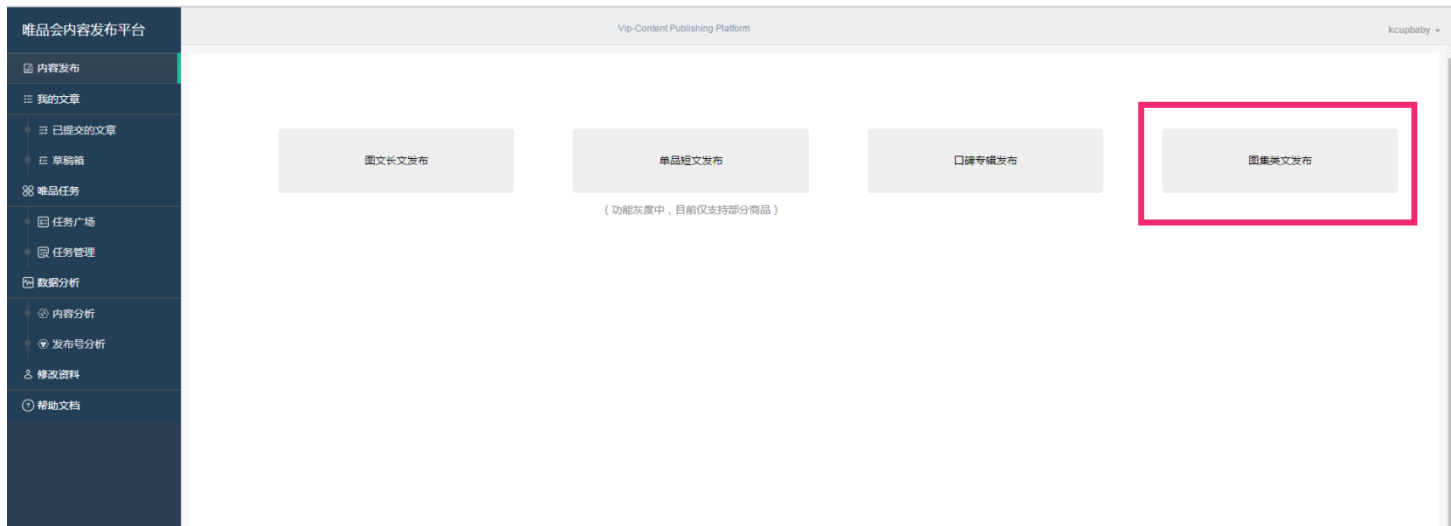 唯品会内容发布平台
Vip-Content Publishing Platform
kcupbaby
内容发布
我的文章
已提交的文章
草稿箱
唯品任务
任务广场
任务管理
数据分析
内容分析
发布号分析
修改资料
帮助文档
图文长文发布
单品短文发布
口碑专辑发布
图集类文发布
（功能灰度中，目前仅支持部分商品）